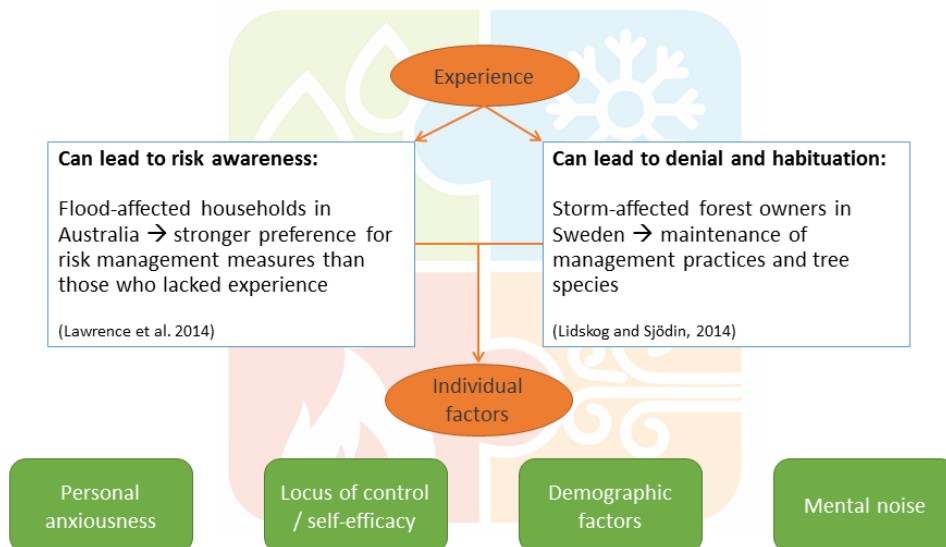 Experience
Can lead to risk awareness:
Flood-affected households in
Australia → stronger preference for
risk management measures than
those who lacked experience
(Lawrence et al. 2014)
Can lead to denial and habituation:
Storm-affected forest owners in
Sweden → maintenance of
management practices and tree
species
(Lidskog and Sjödin, 2014)
Individual
factors
Personal
anxiousness
Locus of control
/ self-efficacy
Demographic
factors
Mental noise